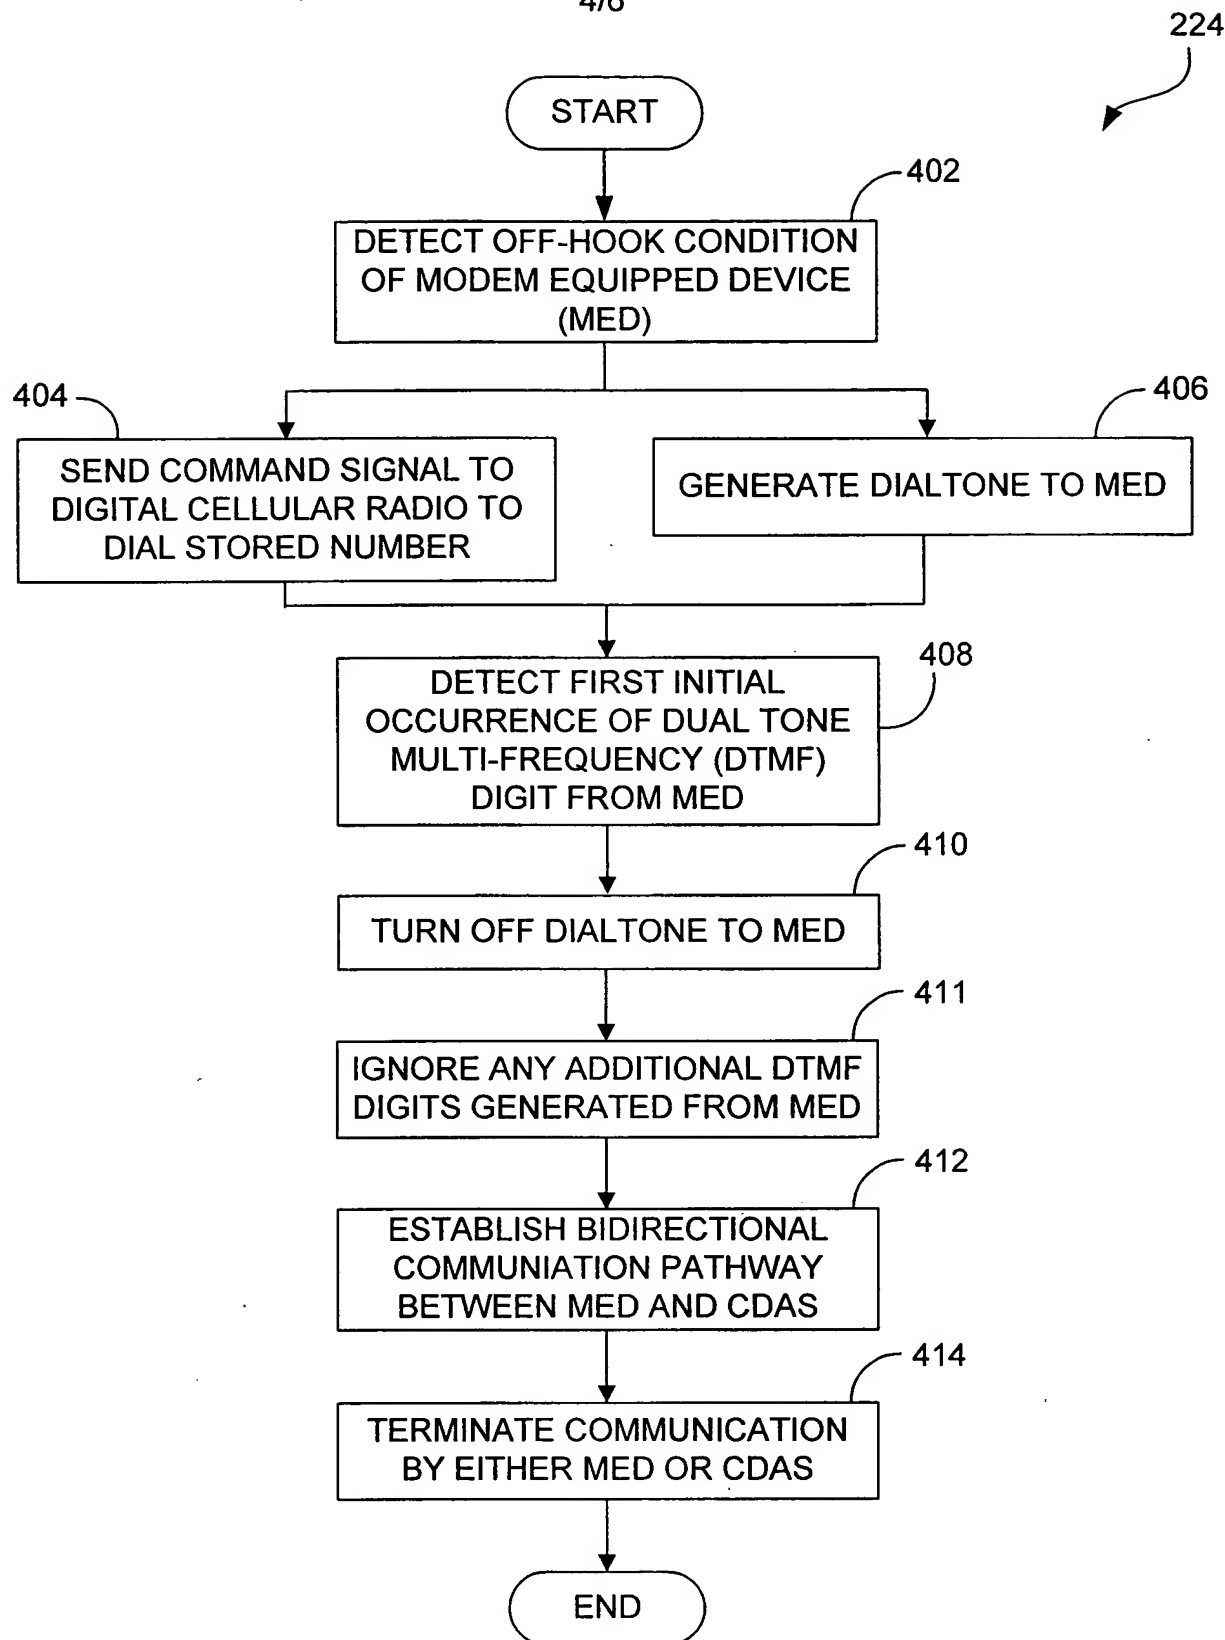 4/6
224
START
402
DETECT OFF-HOOK CONDITION
OF MODEM EQUIPPED DEVICE
(MED)
404
406
SEND COMMAND SIGNAL TO
DIGITAL CELLULAR RADIO TO
DIAL STORED NUMBER
GENERATE DIALTONE TO MED
408
DETECT FIRST INITIAL
OCCURRENCE OF DUAL TONE
MULTI-FREQUENCY (DTMF)
DIGIT FROM MED
410
TURN OFF DIALTONE TO MED
411
IGNORE ANY ADDITIONAL DTMF
DIGITS GENERATED FROM MED
412
ESTABLISH BIDIRECTIONAL
COMMUNIATION PATHWAY
BETWEEN MED AND CDAS
414
TERMINATE COMMUNICATION
BY EITHER MED OR CDAS
END